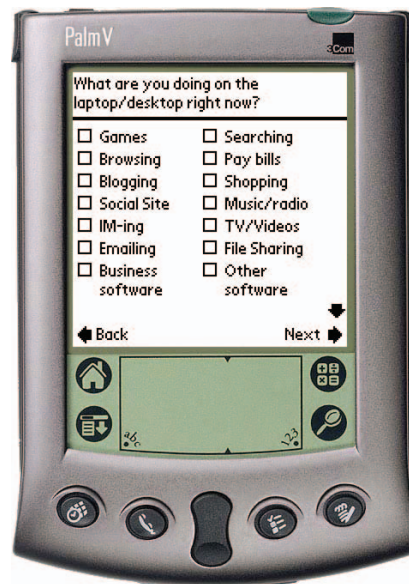 Palm V
3Com
What are you doing on the
laptop/desktop right now?
Games
Browsing
Blogging
Social Site
IM-ing
Emailing
Business
software
Searching
Pay bills
Shopping
Music/radio
TV/Videos
File Sharing
Other
software
Back
Next
abc
123